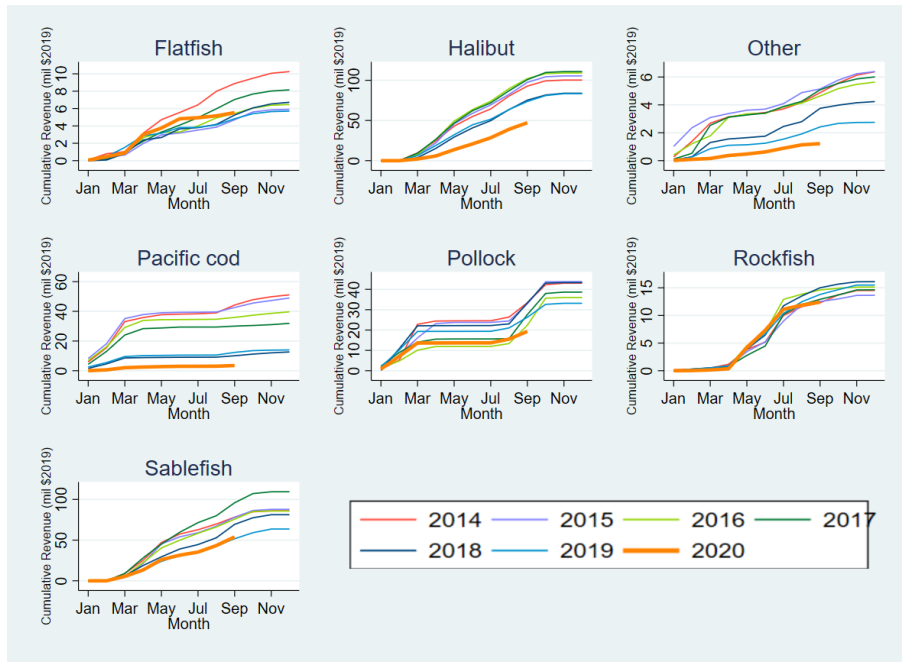 Flatfish
Cumulative Revenue (mil $2019)
10
8
6
4
2
0
Jan Mar May Jul Sep Nov
Month
Halibut
Cumulative Revenue (mil $2019)
100
50
0
Jan Mar May Jul Sep Nov
Month
Other
Cumulative Revenue (mil $2019)
6
4
2
0
Jan Mar May Jul Sep Nov
Month
Pacific cod
Cumulative Revenue (mil $2019)
60
40
20
0
Jan Mar May Jul Sep Nov
Month
Pollock
Cumulative Revenue (mil $2019)
40
30
20
10
0
Jan Mar May Jul Sep Nov
Month
Rockfish
Cumulative Revenue (mil $2019)
15
10
5
0
Jan Mar May Jul Sep Nov
Month
Sablefish
Cumulative Revenue (mil $2019)
100
50
0
Jan Mar May Jul Sep Nov
Month
2014 2015 2016 2017
2018 2019 2020